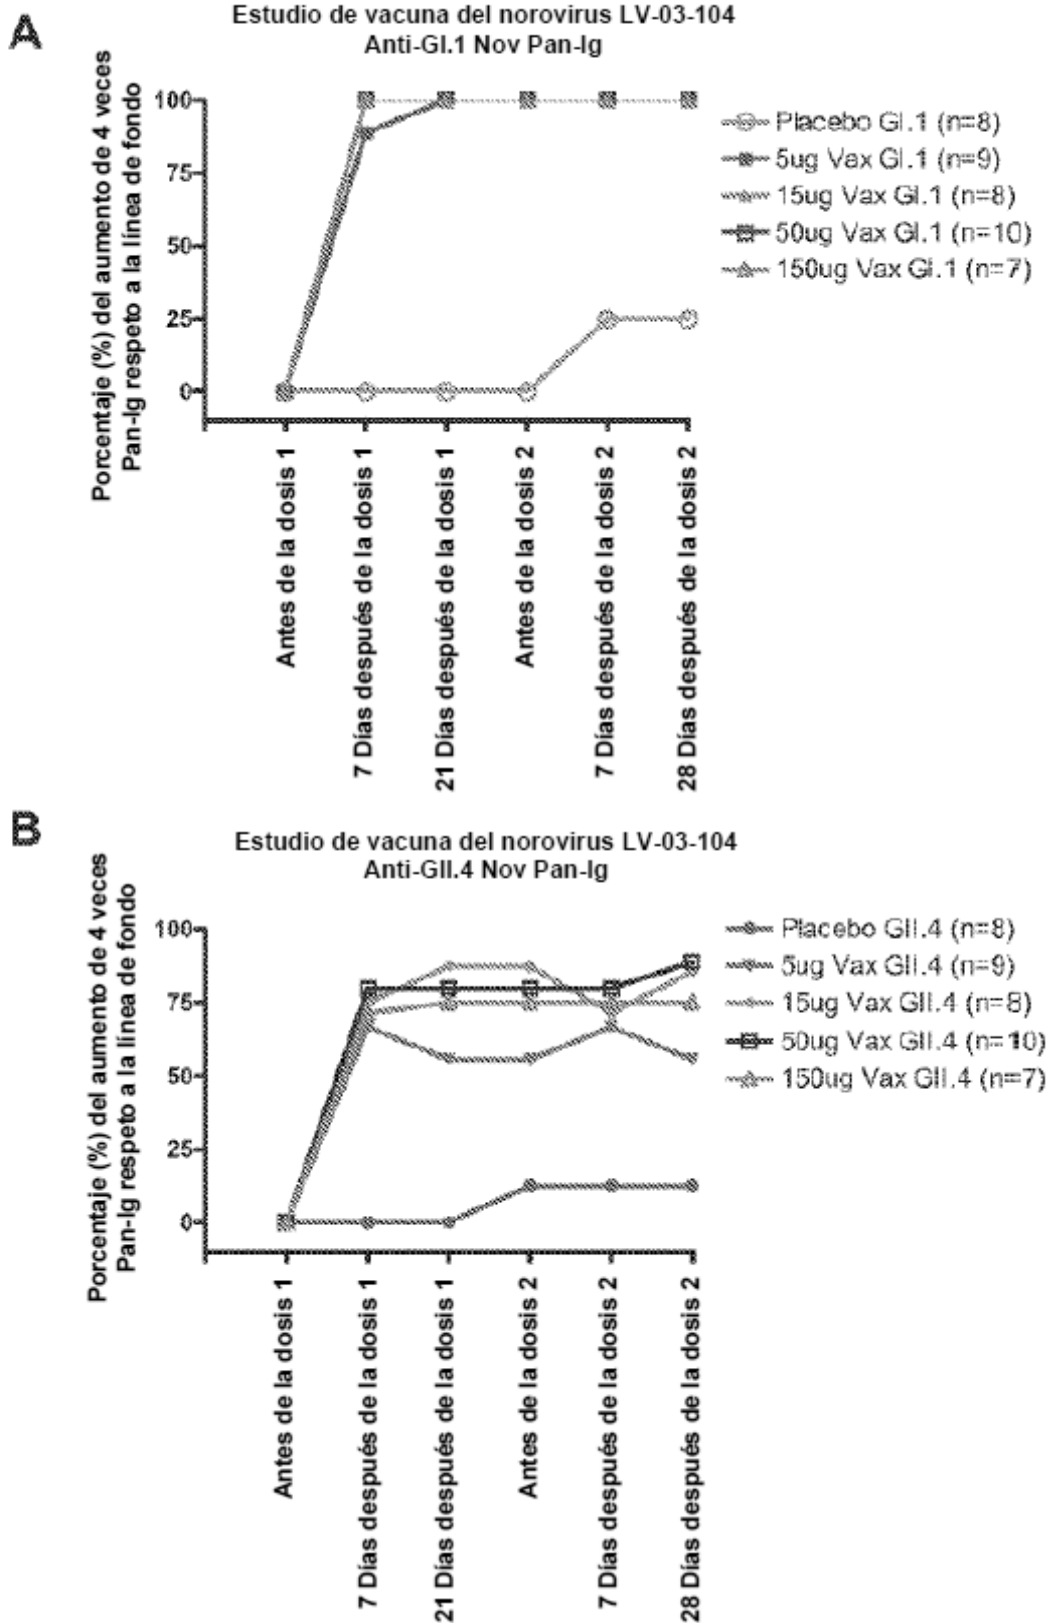 A
Estudio de vacuna del norovirus LV-03-104
Anti-GI.1 Nov Pan-Ig
Porcentaje (%) del aumento de 4 veces
Pan-Ig respeto a la línea de fondo
100
75
50
25
0
Placebo GI.1 (n=8)
5ug Vax GI.1 (n=9)
15ug Vax GI.1 (n=8)
50ug Vax GI.1 (n=10)
150ug Vax GI.1 (n=7)
Antes de la dosis 1
7 Días después de la dosis 1
21 Días después de la dosis 1
Antes de la dosis 2
7 Días después de la dosis 2
28 Días después de la dosis 2
B
Estudio de vacuna del norovirus LV-03-104
Anti-GII.4 Nov Pan-Ig
Porcentaje (%) del aumento de 4 veces
Pan-Ig respeto a la línea de fondo
100
75
50
25
0
Placebo GII.4 (n=8)
5ug Vax GII.4 (n=9)
15ug Vax GII.4 (n=8)
50ug Vax GII.4 (n=10)
150ug Vax GII.4 (n=7)
Antes de la dosis 1
7 Días después de la dosis 1
21 Días después de la dosis 1
Antes de la dosis 2
7 Días después de la dosis 2
28 Días después de la dosis 2